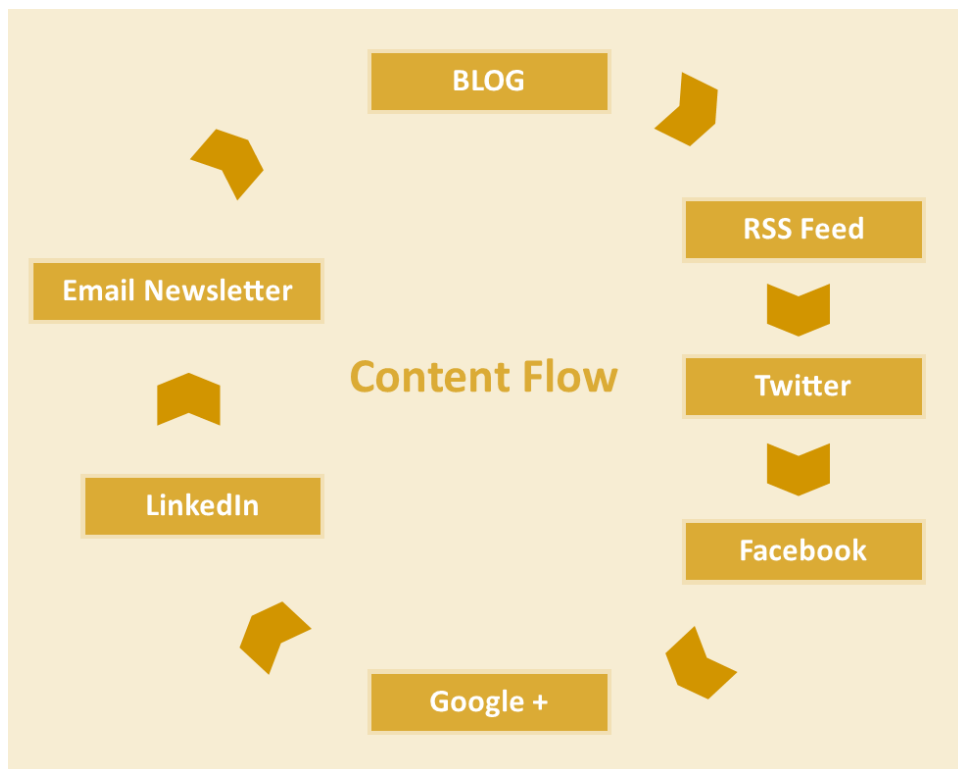 BLOG
RSS Feed
Email Newsletter
Content Flow
Twitter
LinkedIn
Facebook
Google +